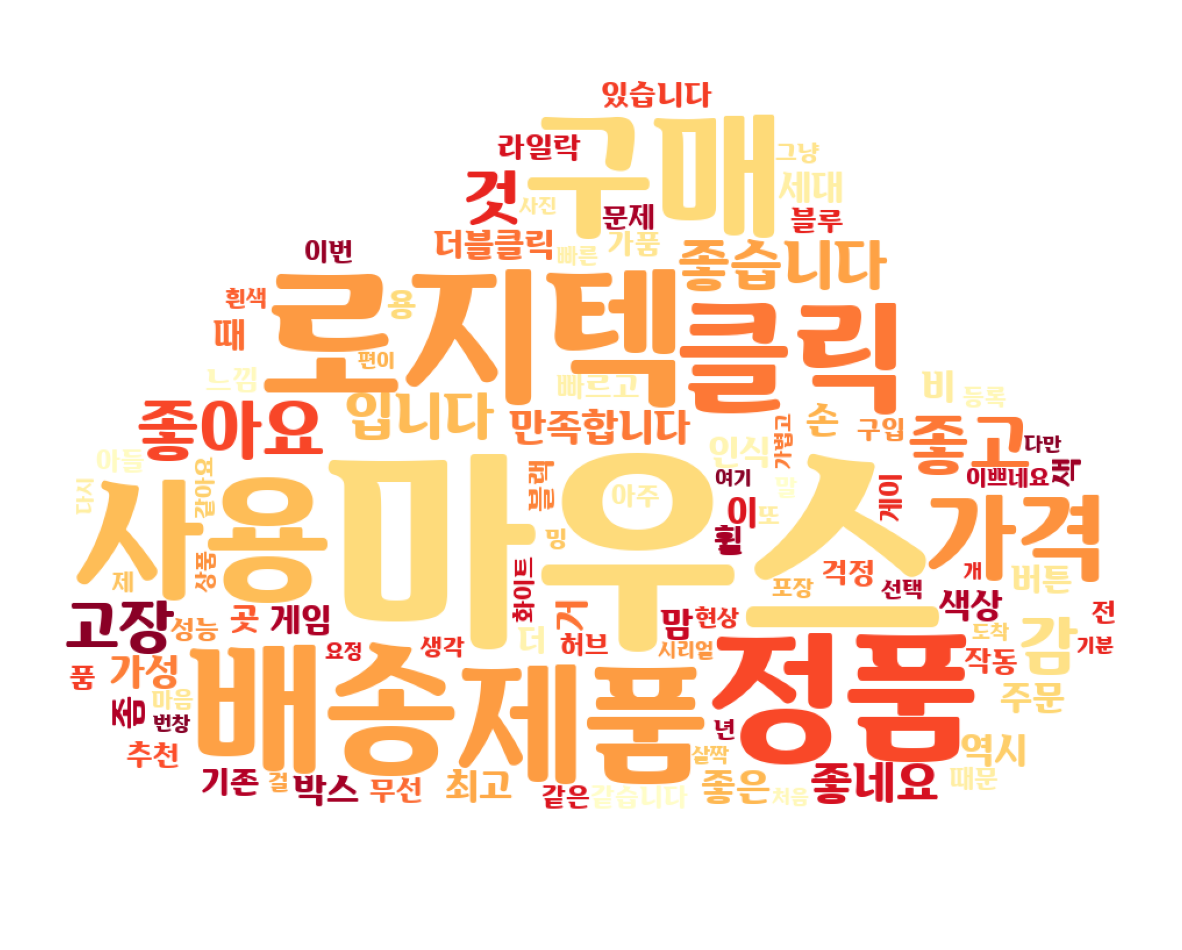 있습니다
구매
라일락
그냥
것
세대
사진
문제
블루
더블클릭
가품
이번
빠른
좋습니다
로지텍
클릭
흰색
용
때
편이
느낌
빠르고
비
등록
좋아요
입니다
만족합니다
손
구입
좋고
가볍고
다만
아들
인식
색
이쁘네요
여기
다시
같아요
사용
마우스
블랙
아주
알
게이
가격
이
또
휠
밍
상품
제
화이트
걱정
개
버튼
포장
선택
고장
성능
곳
게임
거
맘
현상
색상
전
더
허브
시리얼
정품
도착
감
기분
요정
생각
품
가성
배송
제품
작동
마음
좀
번창
주문
년
추천
역시
살짝
기존
걸
박스
무선
최고
같은
같습니다
좋은
처음
좋네요
때문